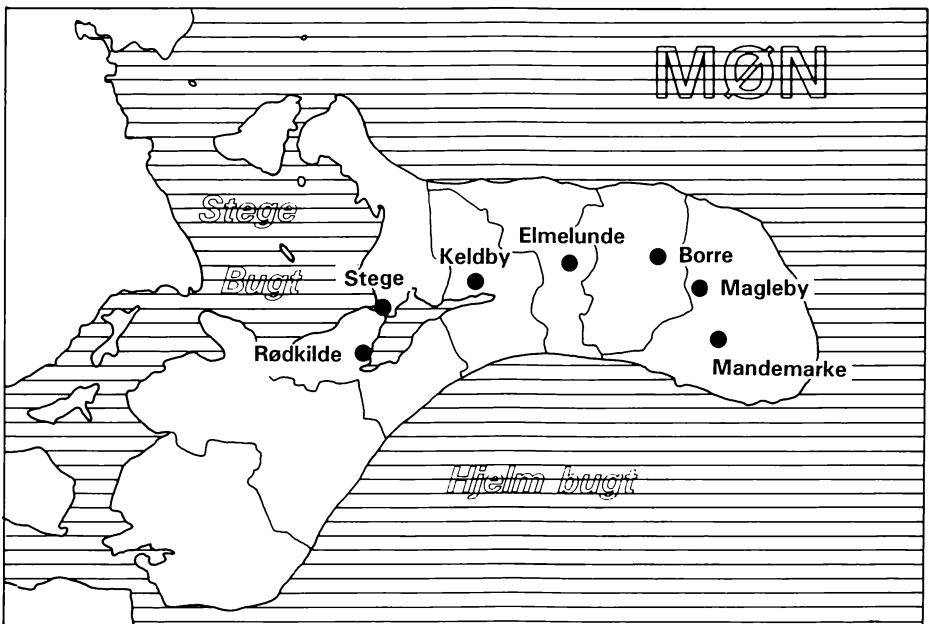 MØN
Stege
Bugt
Elmelunde
Keldby
Borre
Stege
Magleby
Rødkilde
Mandemarke
Hjelm bugt